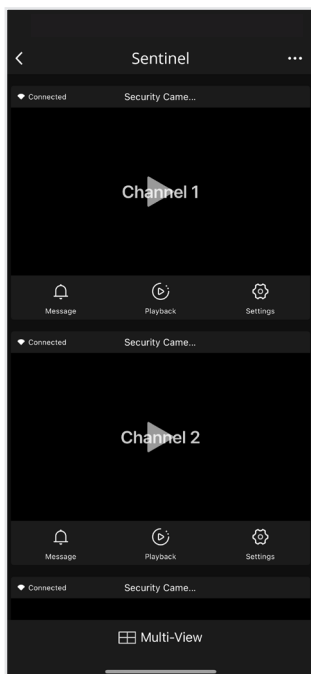 Sentinel
Connected Security Came...
Channel 1
Message Playback Settings
Connected Security Came...
Channel 2
Message Playback Settings
Connected Security Came...
Multi-View